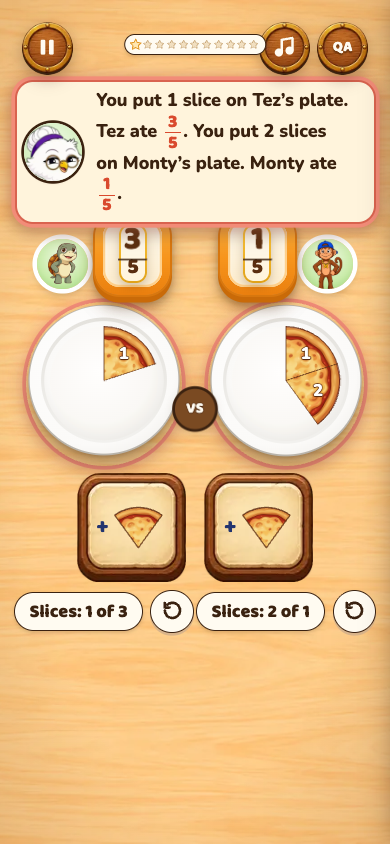 QA
You put 1 slice on Tez's plate.
Tez ate 3/5. You put 2 slices
on Monty's plate. Monty ate
1/5.
3/5 1/5
1 1
2
VS
+ +
Slices: 1 of 3 Slices: 2 of 1